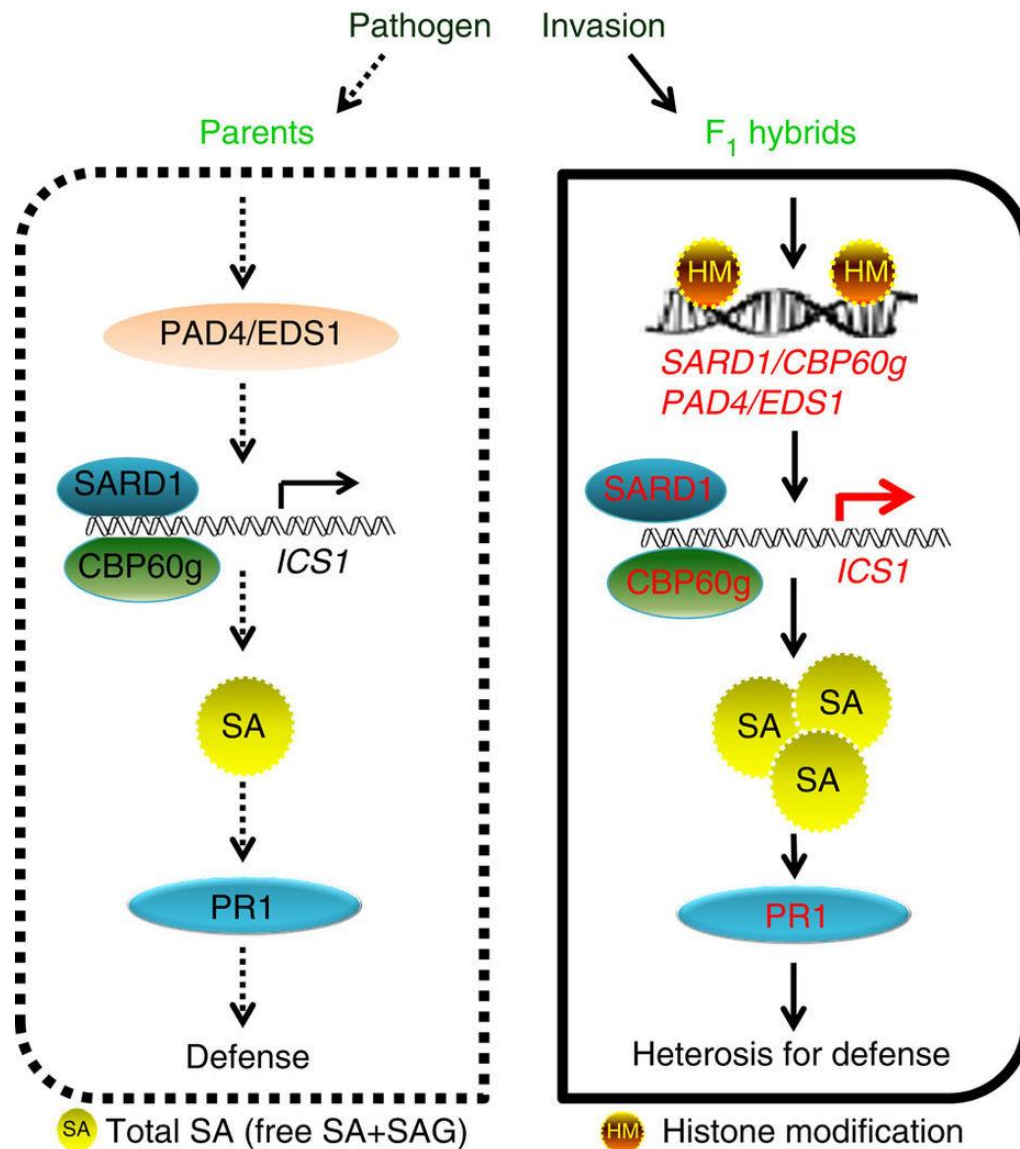 Pathogen Invasion
Parents
PAD4/EDS1
SARD1
CBP60g
ICS1
SA
PR1
Defense
SA Total SA (free SA+SAG)
F1 hybrids
HM HM
SARD1/CBP60g
PAD4/EDS1
SARD1
CBP60g
ICS1
SA
SA
SA
PR1
Heterosis for defense
HM Histone modification